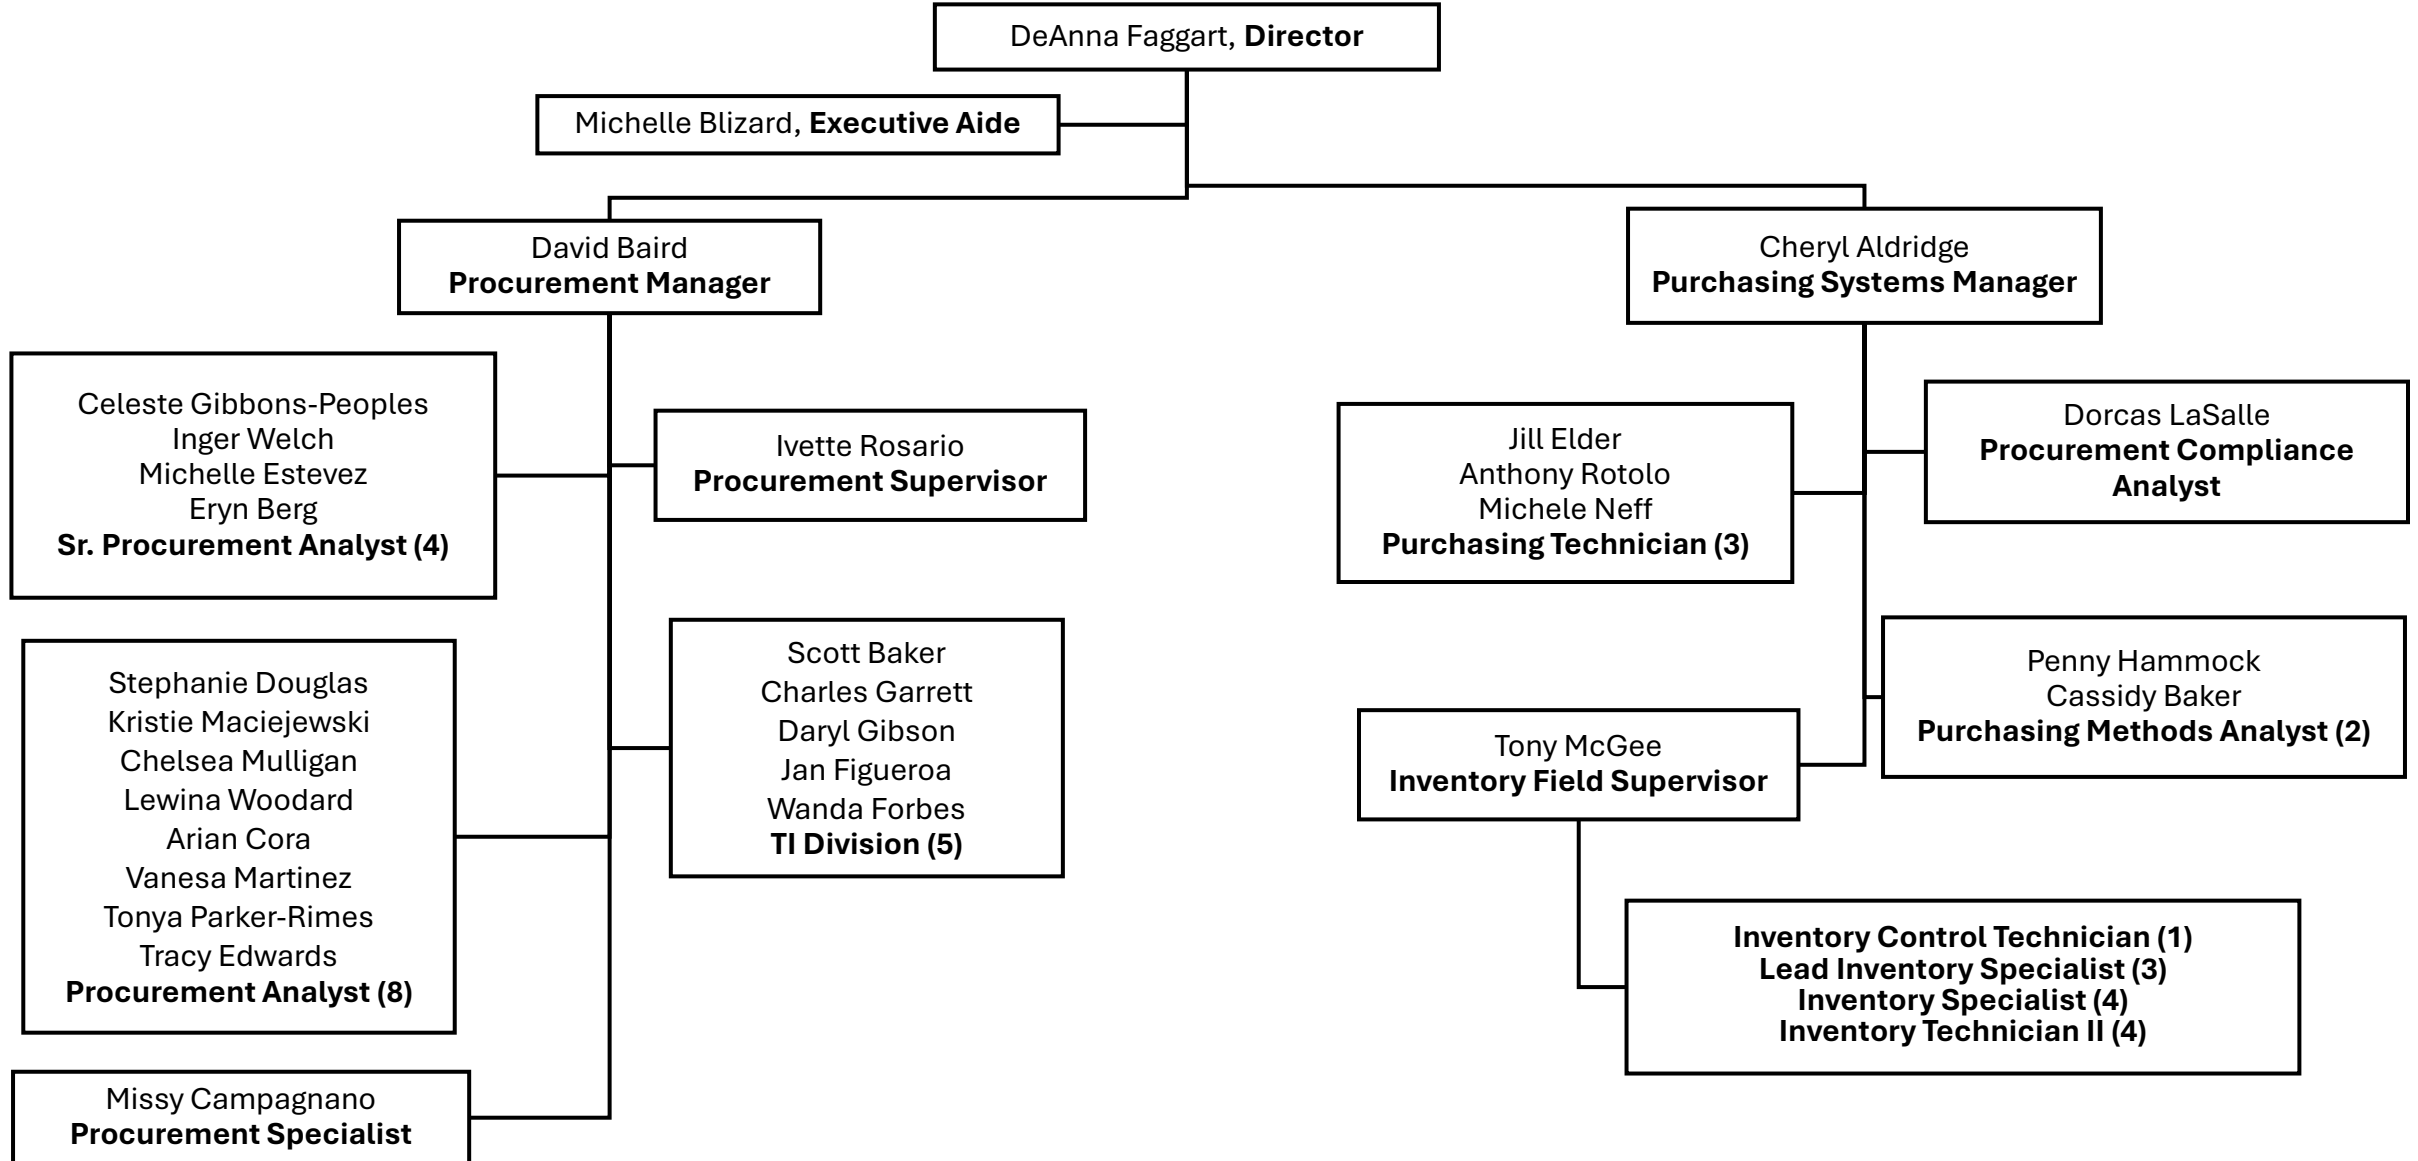 DeAnna Faggart, Director
Michelle Blizard, Executive Aide
David Baird
Procurement Manager
Cheryl Aldridge
Purchasing Systems Manager
Celeste Gibbons-Peoples
Inger Welch
Michelle Estevez
Eryn Berg
Sr. Procurement Analyst (4)
Ivette Rosario
Procurement Supervisor
Jill Elder
Anthony Rotolo
Michele Neff
Purchasing Technician (3)
Dorcas LaSalle
Procurement Compliance
Analyst
Stephanie Douglas
Kristie Maciejewski
Chelsea Mulligan
Lewina Woodard
Arian Cora
Vanesa Martinez
Tonya Parker-Rimes
Tracy Edwards
Procurement Analyst (8)
Scott Baker
Charles Garrett
Daryl Gibson
Jan Figueroa
Wanda Forbes
TI Division (5)
Tony McGee
Inventory Field Supervisor
Penny Hammock
Cassidy Baker
Purchasing Methods Analyst (2)
Inventory Control Technician (1)
Lead Inventory Specialist (3)
Inventory Specialist (4)
Inventory Technician II (4)
Missy Campagnano
Procurement Specialist